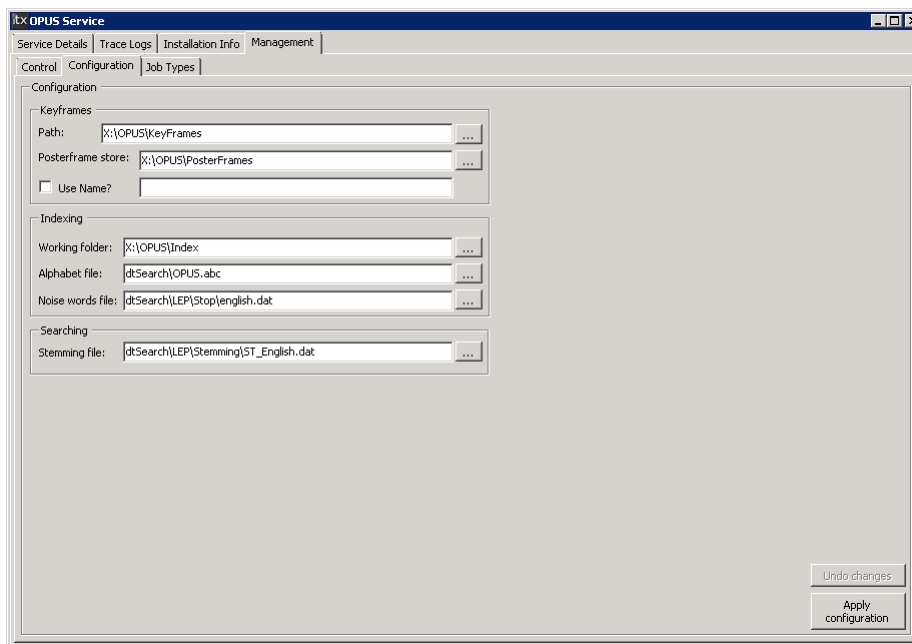 itx OPUS Service
Service Details Trace Logs Installation Info Management
Control Configuration Job Types
Configuration
Keyframes
Path: X:\OPUS\KeyFrames ...
Posterframe store: X:\OPUS\PosterFrames ...
Use Name?
Indexing
Working folder: X:\OPUS\Index ...
Alphabet file: dtSearch\OPUS.abc ...
Noise words file: dtSearch\LEP\Stop\english.dat ...
Searching
Stemming file: dtSearch\LEP\Stemming\ST_English.dat ...
Undo changes
Apply
configuration